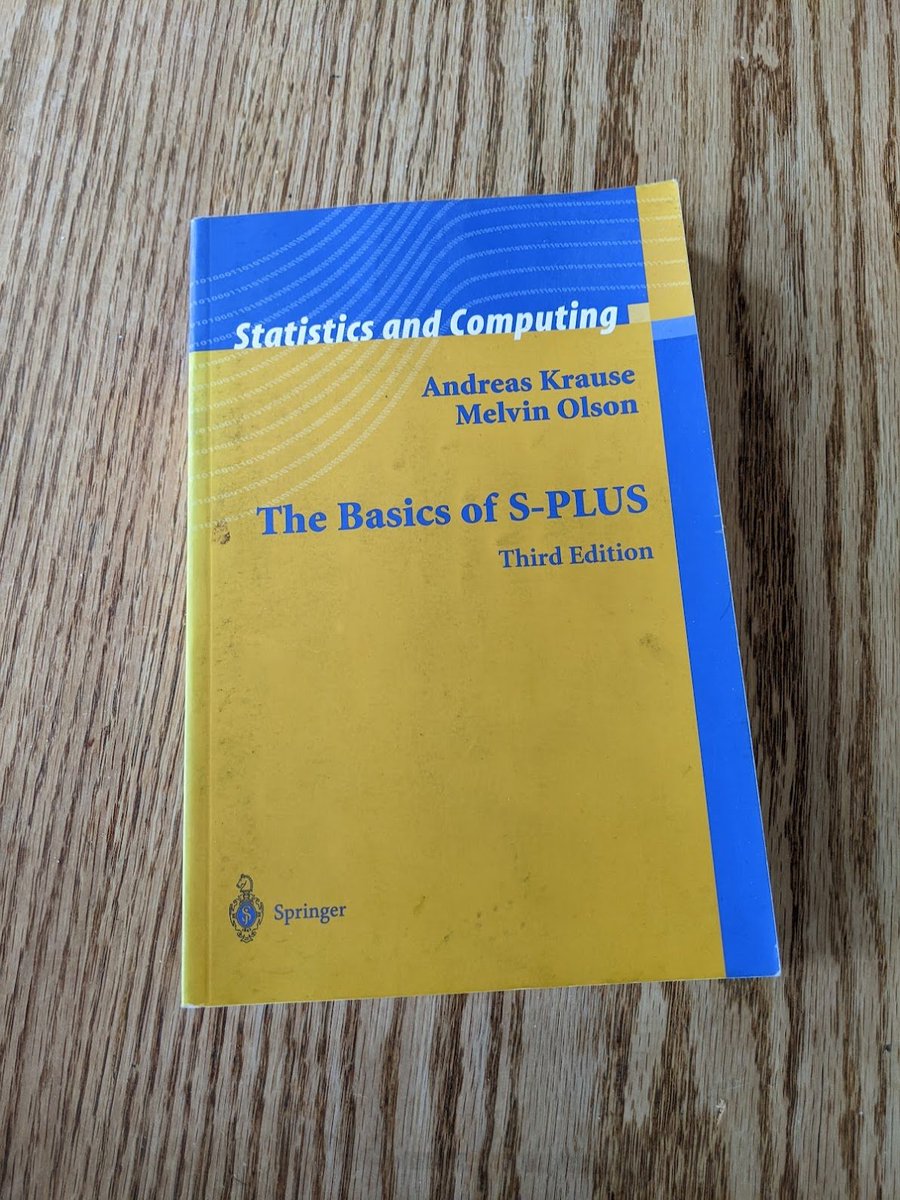 Statistics and Computing
Andreas Krause
Melvin Olson
The Basics of S-PLUS
Third Edition
Springer